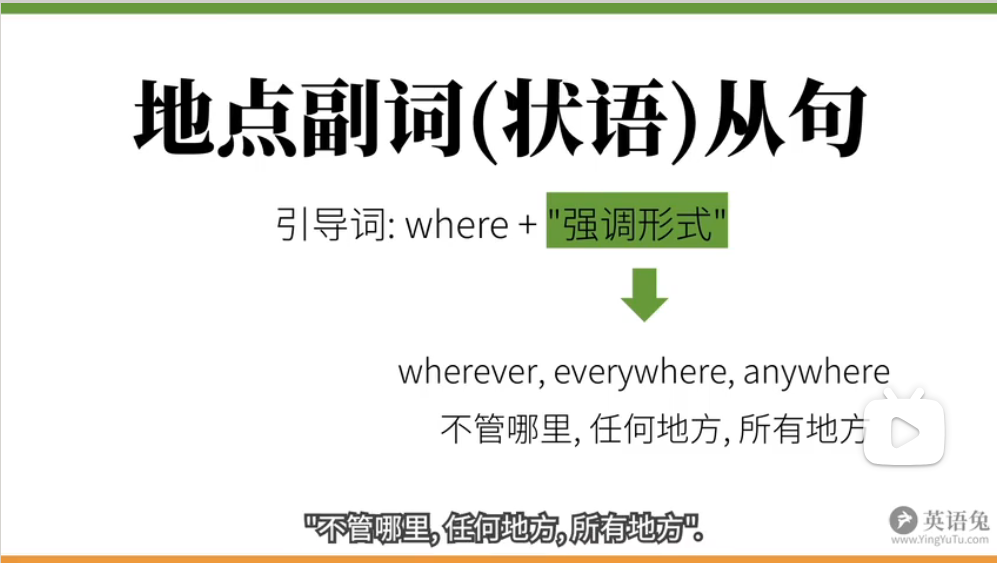 地点副词(状语)从句
引导词: where + "强调形式"
wherever, everywhere, anywhere
不管哪里, 任何地方, 所有地方
"不管哪里, 任何地方, 所有地方".
英语兔
www.YingYuTu.com